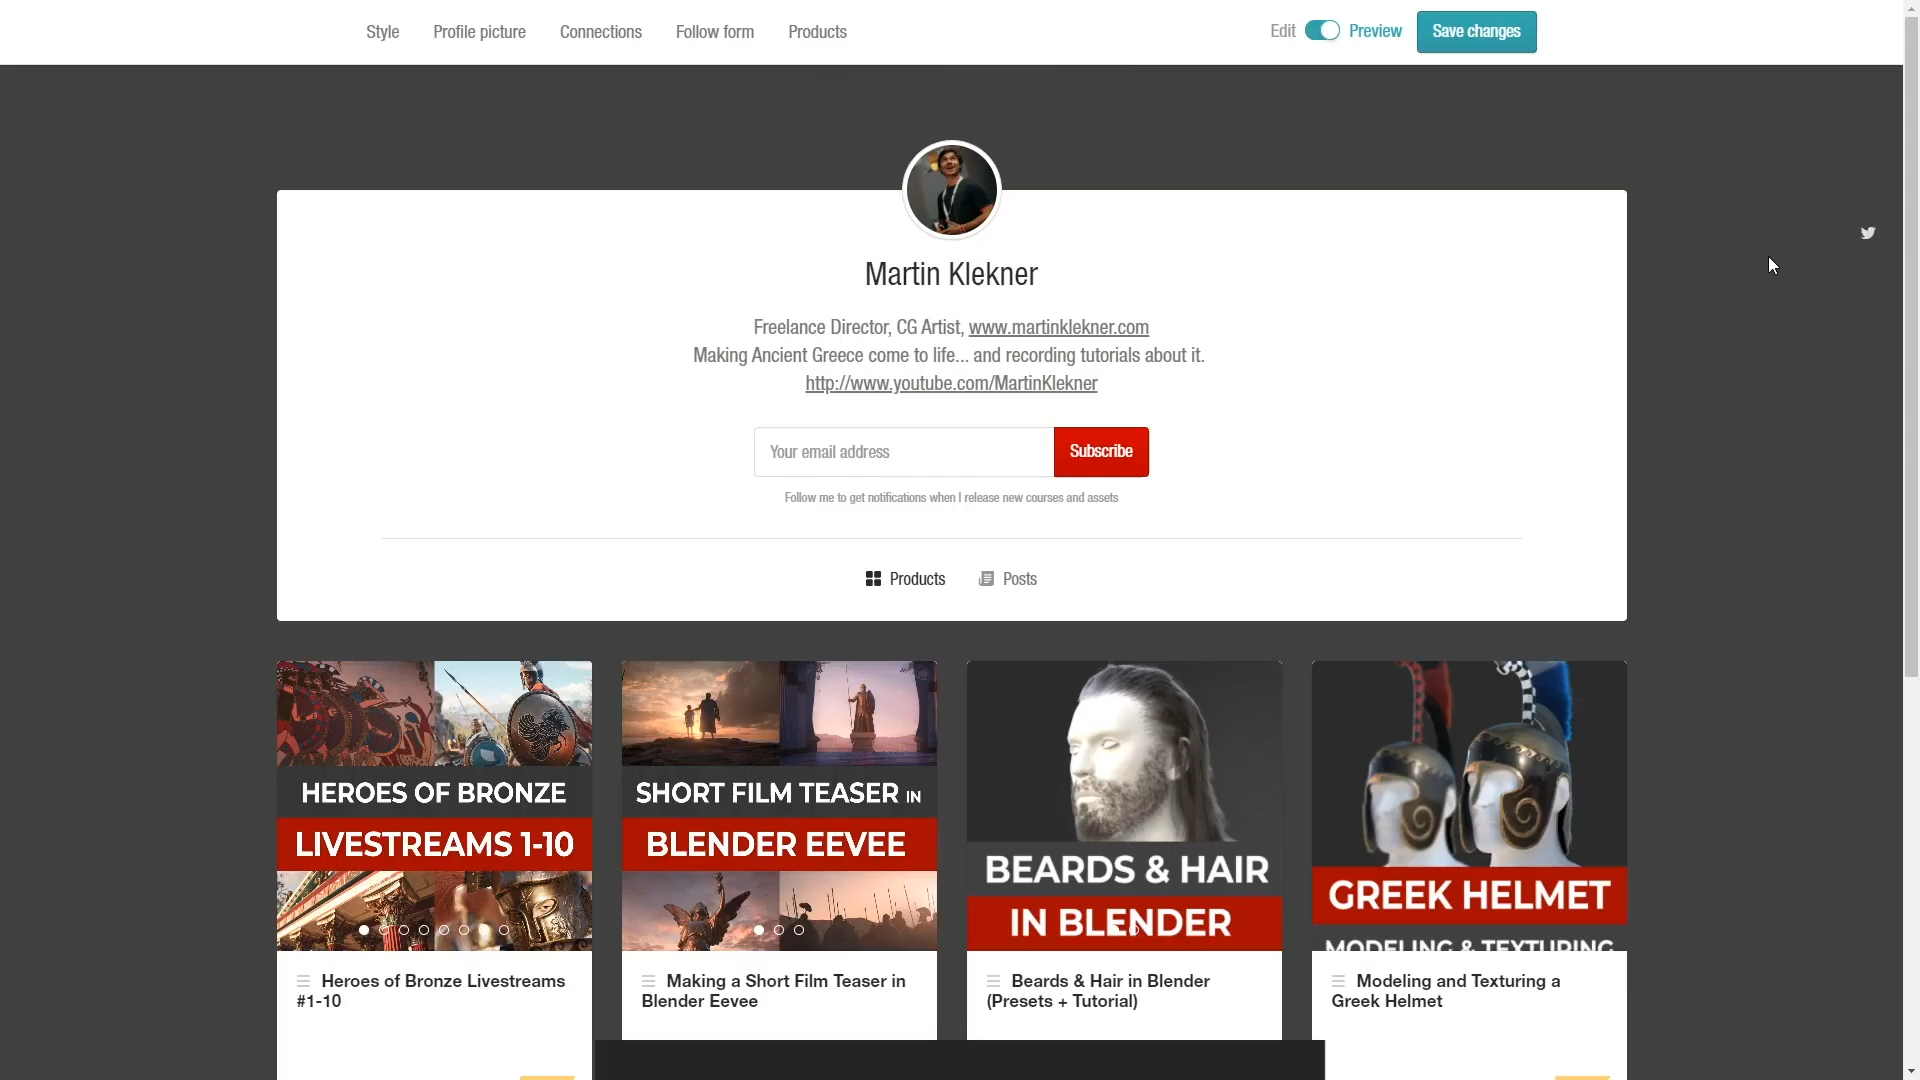 Style Profile picture Connections Follow form Products Edit Preview Save changes
Martin Klekner
Freelance Director, CG Artist, www.martinklekner.com
Making Ancient Greece come to life... and recording tutorials about it.
http://www.youtube.com/MartinKlekner
Your email address Subscribe
Follow me to get notifications when I release new courses and assets
Products Posts
HEROES OF BRONZE
LIVESTREAMS 1-10
SHORT FILM TEASER IN
BLENDER EEVEE
BEARDS & HAIR
IN BLENDER
GREEK HELMET
MODELING & TEXTURING
Heroes of Bronze Livestreams
#1-10
Making a Short Film Teaser in
Blender Eevee
Beards & Hair in Blender
(Presets + Tutorial)
Modeling and Texturing a
Greek Helmet